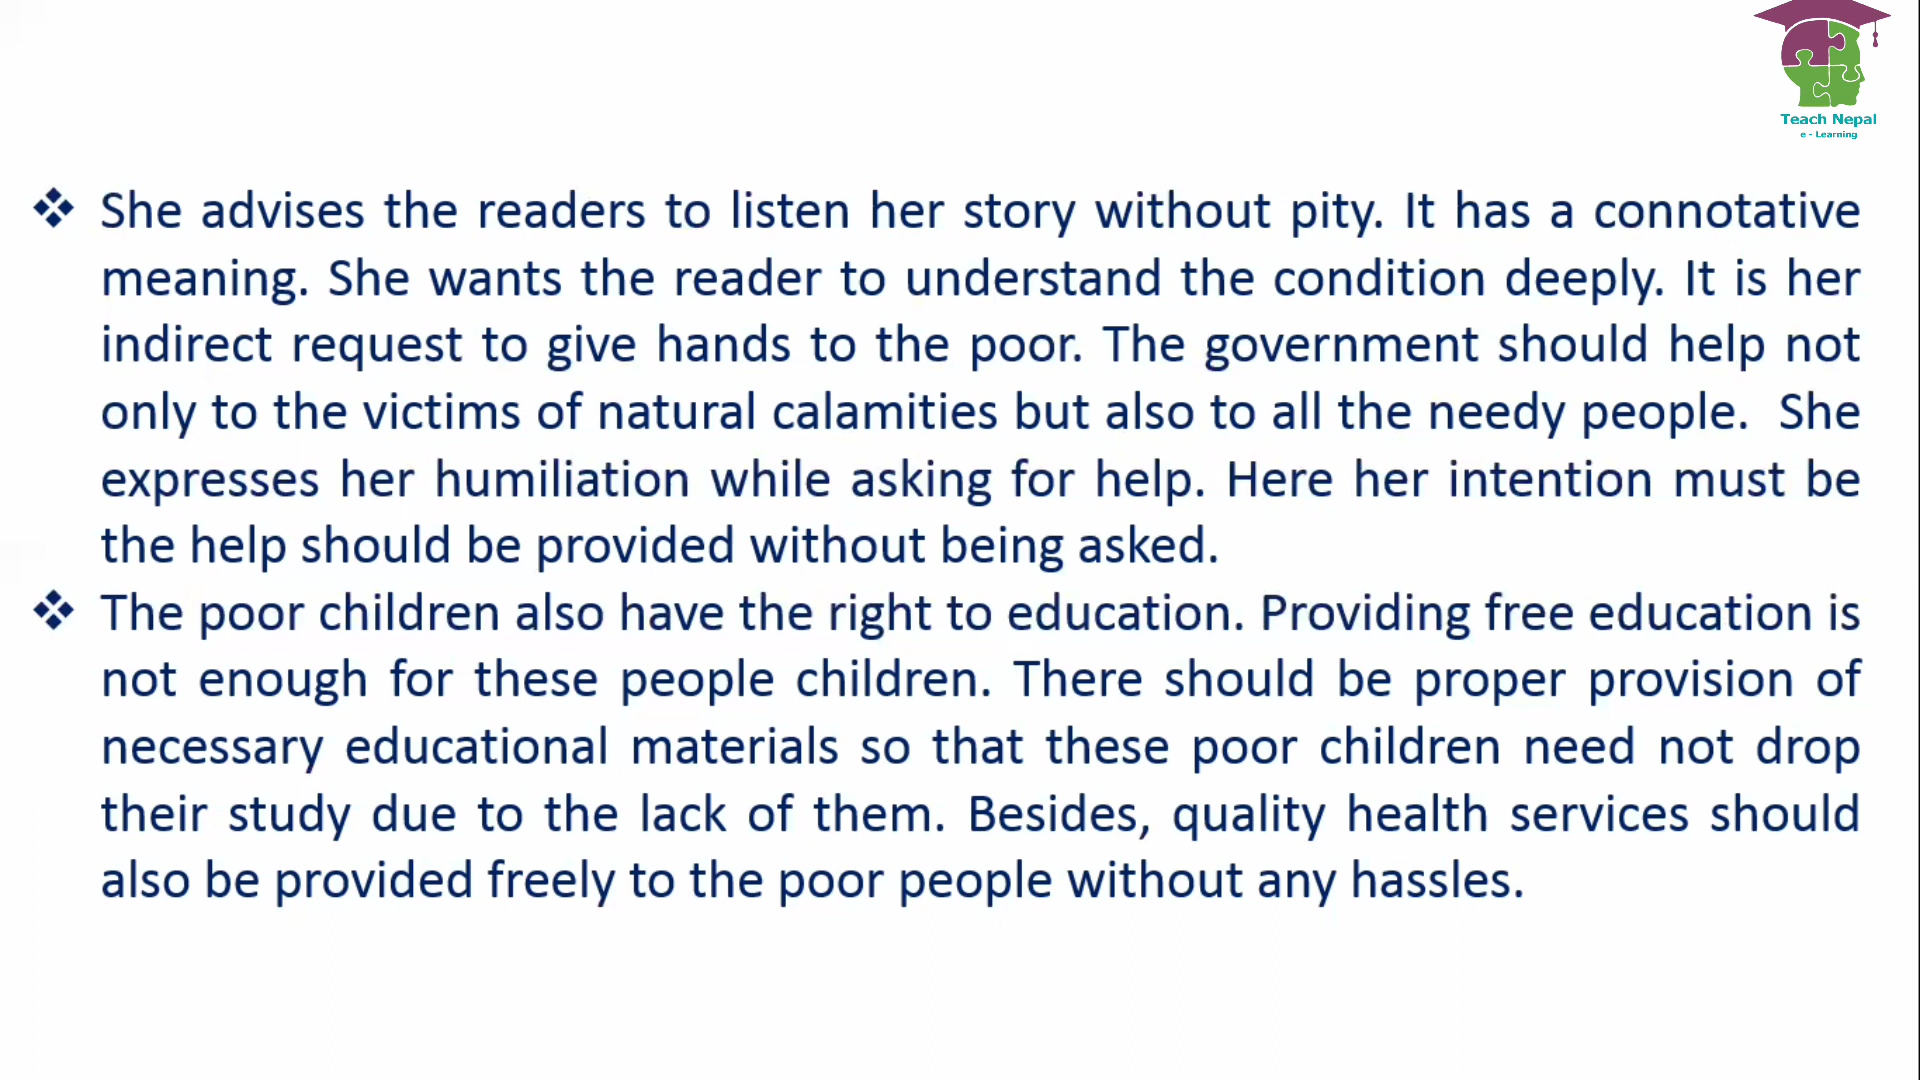 Teach Nepal
e - Learning
❖ She advises the readers to listen her story without pity. It has a connotative
meaning. She wants the reader to understand the condition deeply. It is her
indirect request to give hands to the poor. The government should help not
only to the victims of natural calamities but also to all the needy people.  She
expresses her humiliation while asking for help. Here her intention must be
the help should be provided without being asked.
❖ The poor children also have the right to education. Providing free education is
not enough for these people children. There should be proper provision of
necessary educational materials so that these poor children need not drop
their study due to the lack of them. Besides, quality health services should
also be provided freely to the poor people without any hassles.